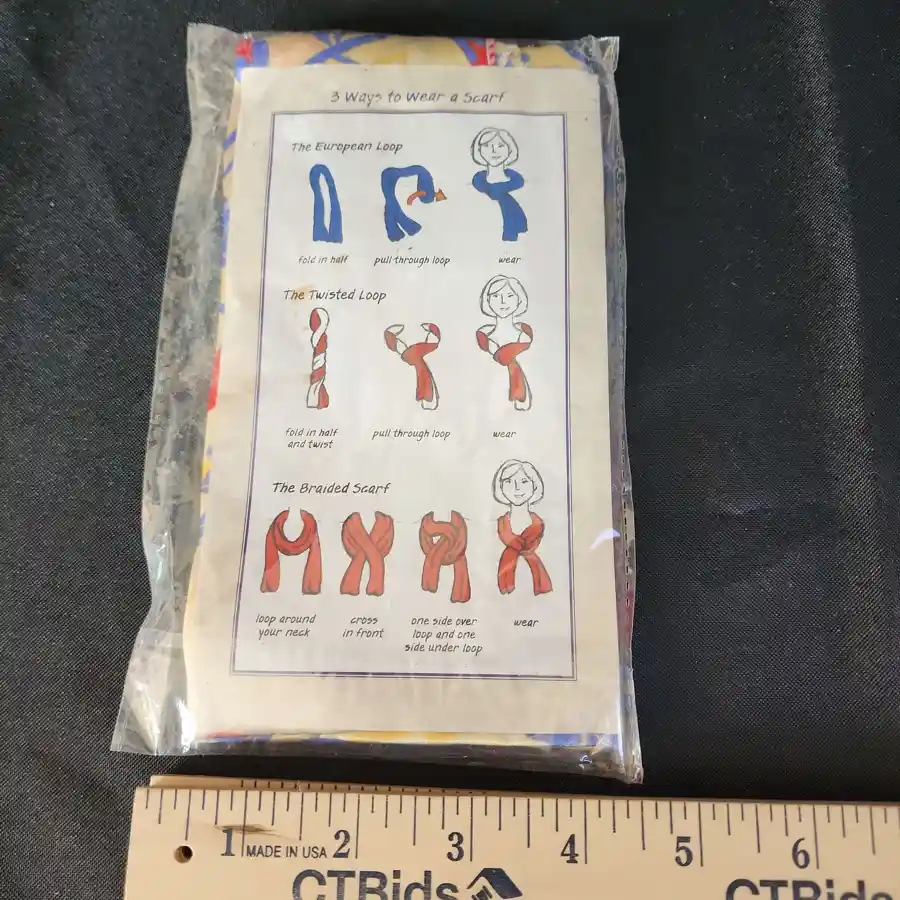 3 Ways to Wear a Scarf
The European Loop
fold in half
pull through loop
wear
The Twisted Loop
fold in half
and twist
pull through loop
wear
The Braided Scarf
loop around
your neck
cross
in front
one side over
loop and one
side under loop
wear
1 MADE IN USA 2 3 4 5 6
CTBids CTBids